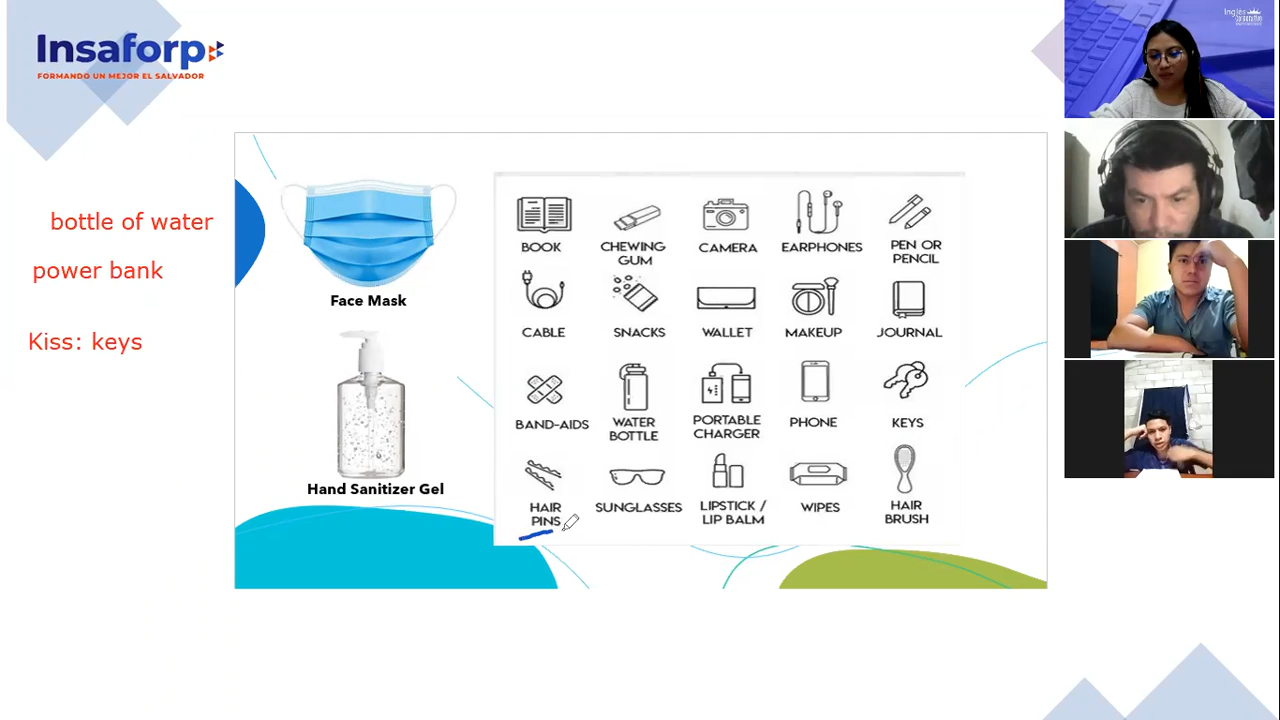 Insaforp
FORMANDO UN MEJOR EL SALVADOR
bottle of water
power bank
Kiss: keys
Face Mask
Hand Sanitizer Gel
BOOK
CHEWING
GUM
CAMERA
EARPHONES
PEN OR
PENCIL
CABLE
SNACKS
WALLET
MAKEUP
JOURNAL
BAND-AIDS
WATER
BOTTLE
PORTABLE
CHARGER
PHONE
KEYS
HAIR
PINS
SUNGLASSES
LIPSTICK /
LIP BALM
WIPES
HAIR
BRUSH
Inglés